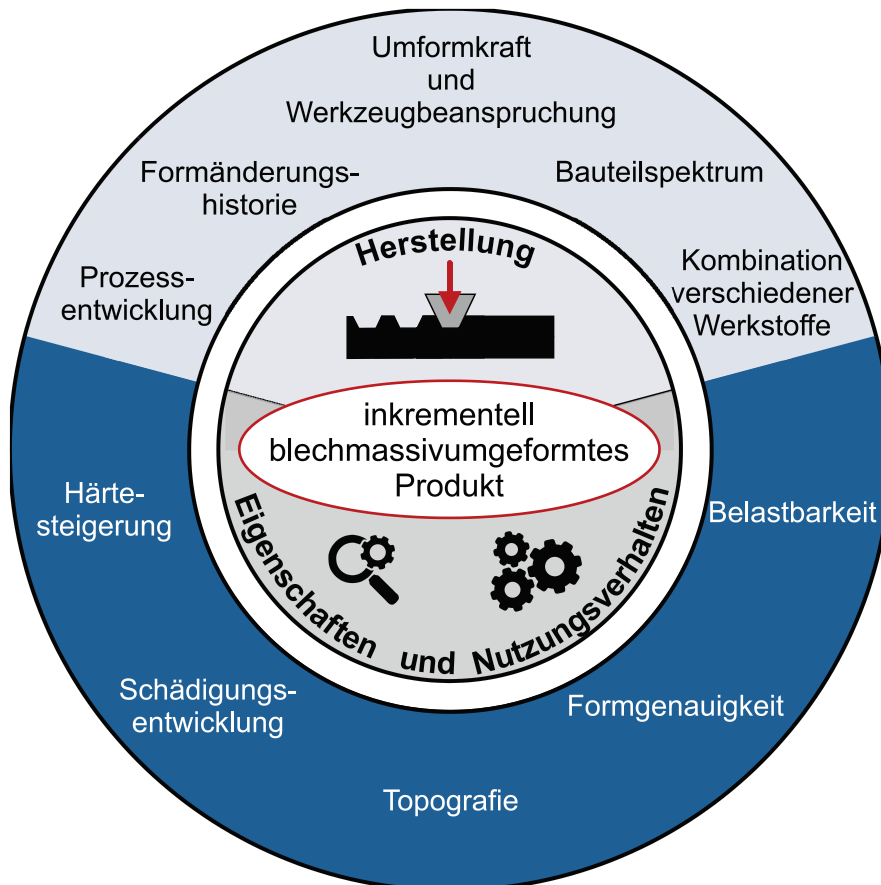 Umformkraft
und
Werkzeugbeanspruchung
Formänderungs-
historie
Bauteilspektrum
Prozess-
entwicklung
Kombination
verschiedener
Werkstoffe
Herstellung
inkrementell
blechmassivumgeformtes
Produkt
Eigenschaften und Nutzungsverhalten
Härte-
steigerung
Belastbarkeit
Schädigungs-
entwicklung
Formgenauigkeit
Topografie